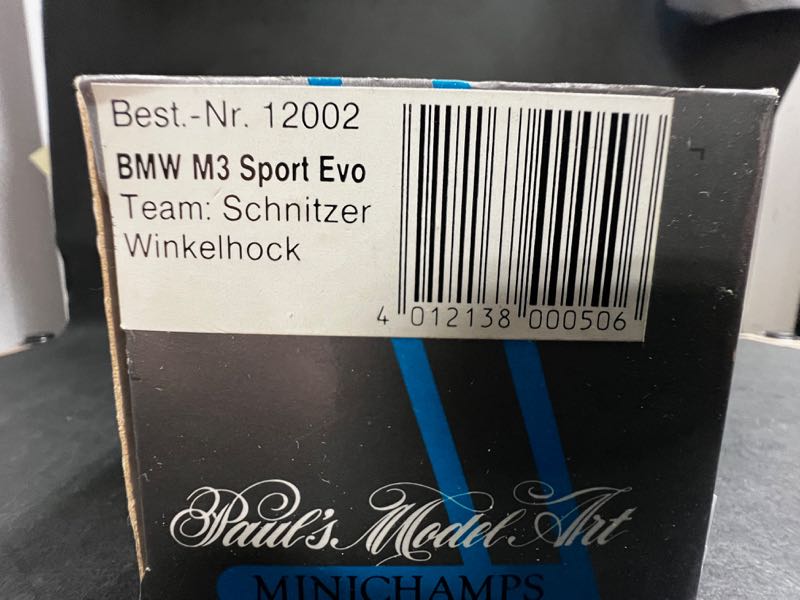 Best.-Nr. 12002
BMW M3 Sport Evo
Team: Schnitzer
Winkelhock
4 012138 000506
Paul's Model Art
MINICHAMPS